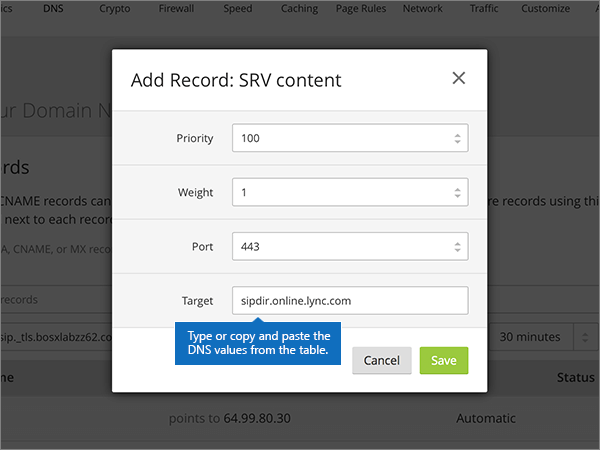 DNS Crypto Firewall Speed Caching Page Rules Network Traffic Customize
Add Record: SRV content
ur Domain N
Priority 100
rds
Weight 1
CNAME records can re records using thi
next to each recor
Port 443
A, CNAME, or MX reco
records
Target sipdir.online.lync.com
sip._tls.bosxlabzz62.co 30 minutes
Type or copy and paste the
DNS values from the table.
Cancel Save
me Status
points to 64.99.80.30 Automatic